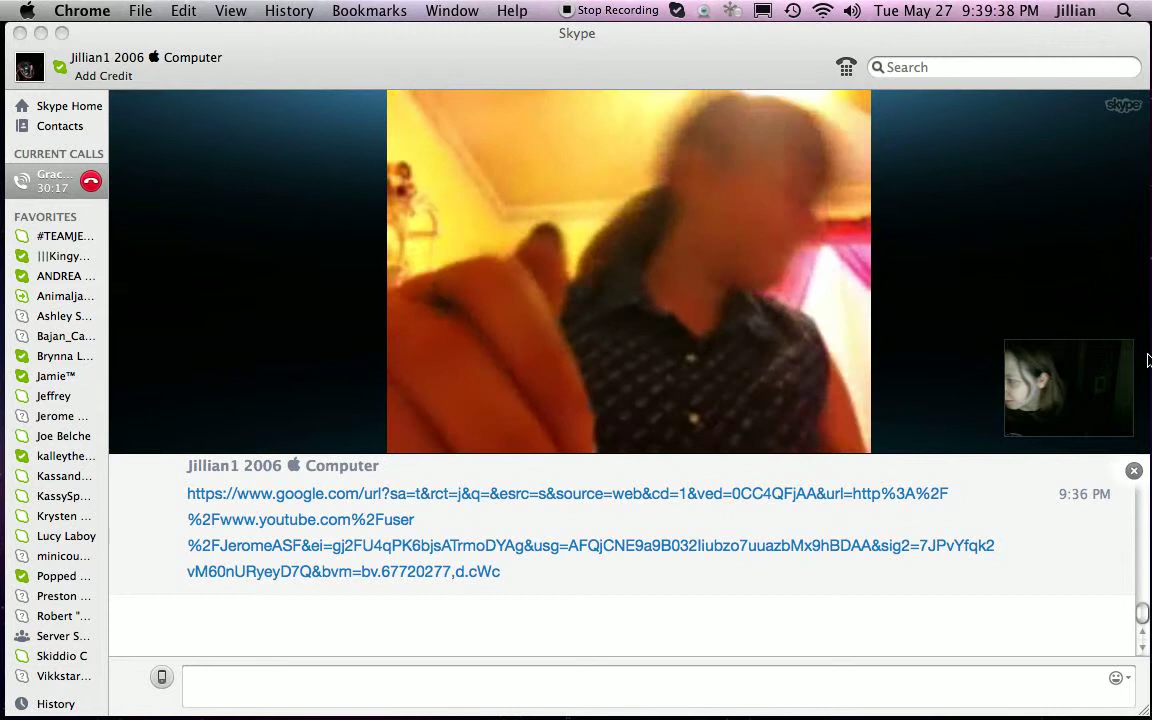 Chrome File Edit View History Bookmarks Window Help Stop Recording Tue May 27 9:39:38 PM Jillian
Skype
Jillian1 2006 Computer
Add Credit
Search
Skype Home
Contacts
CURRENT CALLS
Grac...
30:17
FAVORITES
#TEAMJE...
|||Kingy...
ANDREA ...
Animalja...
Ashley S...
Bajan_Ca...
Brynna L...
Jamie™
Jeffrey
Jerome ...
Joe Belche
kalleythe...
Kassand...
KassySp...
Krysten ...
Lucy Laboy
minicou...
Popped ...
Preston ...
Robert "...
Server S...
Skiddio C
Vikkstar...
History
skype
Jillian1 2006 Computer
https://www.google.com/url?sa=t&rct=j&q=&esrc=s&source=web&cd=1&ved=0CC4QFjAA&url=http%3A%2F
%2Fwww.youtube.com%2Fuser
%2FJeromeASF&ei=gj2FU4qPK6bjsATrmoDYAg&usg=AFQjCNE9a9B032Iiubzo7uuazbMx9hBDAA&sig2=7JPvYfqk2
vM60nURyeyD7Q&bvm=bv.67720277,d.cWc
9:36 PM